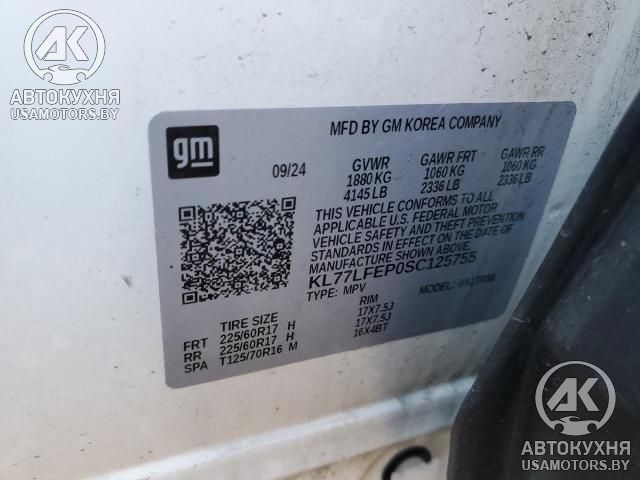 AK
АВТОКУХНЯ
USAMOTORS.BY
gm
MFD BY GM KOREA COMPANY
09/24
GVWR GAWR FRT GAWR RR
1880 KG 1060 KG 1060 KG
4145 LB 2336 LB 2336 LB
THIS VEHICLE CONFORMS TO ALL
APPLICABLE U.S. FEDERAL MOTOR
VEHICLE SAFETY AND THEFT PREVENTION
STANDARDS IN EFFECT ON THE DATE OF
MANUFACTURE SHOWN ABOVE.
KL77LFEP0SC125755
TYPE: MPV MODEL:
TIRE SIZE RIM
FRT 225/60R17 H 17X7.5J
RR 225/60R17 H 17X7.5J
SPA T125/70R16 M 16X4BT
AK
АВТОКУХНЯ
USAMOTORS.BY